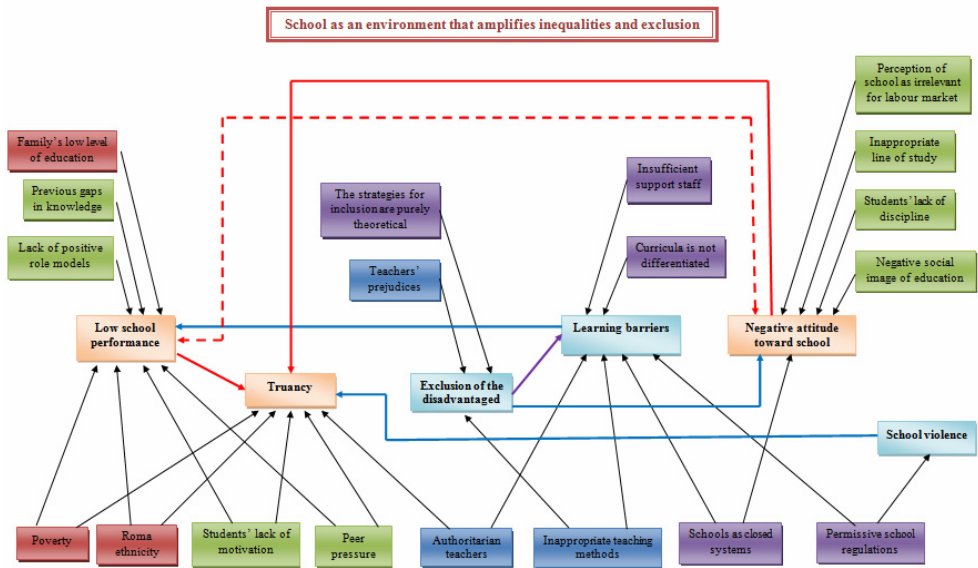 School as an environment that amplifies inequalities and exclusion
Perception of
school as irrelevant
for labour market
Family's low level
of education
Inappropriate
line of study
Previous gaps
in knowledge
The strategies for
inclusion are purely
theoretical
Insufficient
support staff
Students' lack of
discipline
Lack of positive
role models
Teachers'
prejudices
Curricula is not
differentiated
Negative social
image of education
Low school
performance
Learning barriers
Negative attitude
toward school
Truancy
Exclusion of the
disadvantaged
School violence
Poverty
Roma
ethnicity
Students' lack of
motivation
Peer
pressure
Authoritarian
teachers
Inappropriate teaching
methods
Schools as closed
systems
Permissive school
regulations